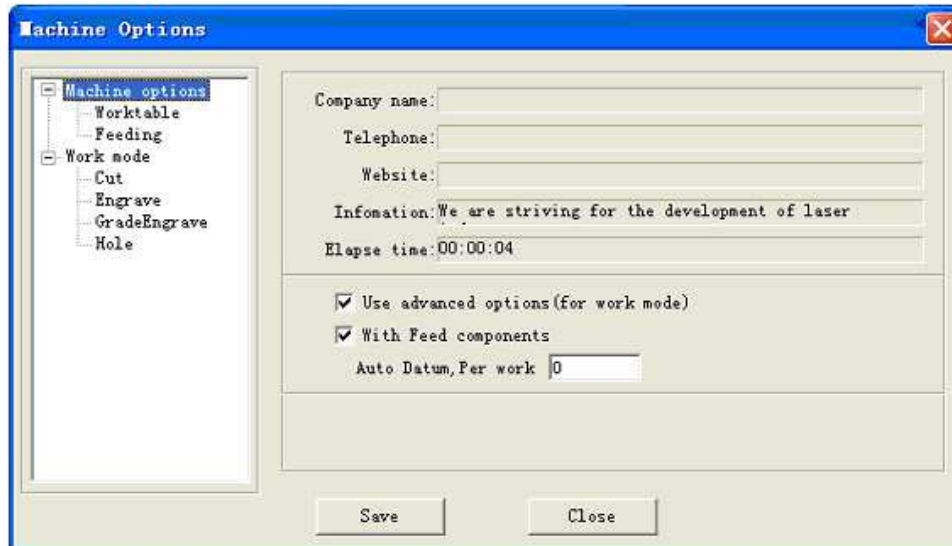 Machine Options
Machine options
Worktable
Feeding
Work mode
Cut
Engrave
GradeEngrave
Hole
Company name:
Telephone:
Website:
Infomation: We are striving for the development of laser
Elapse time: 00:00:04
Use advanced options(for work mode)
With Feed components
Auto Datum,Per work 0
Save
Close